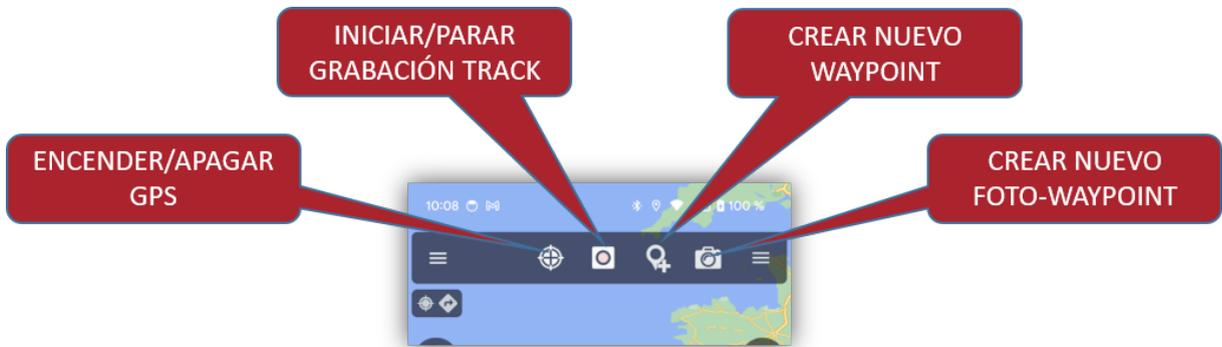 INICIAR/PARAR
GRABACIÓN TRACK
CREAR NUEVO
WAYPOINT
ENCENDER/APAGAR
GPS
CREAR NUEVO
FOTO-WAYPOINT
10:08
100 %